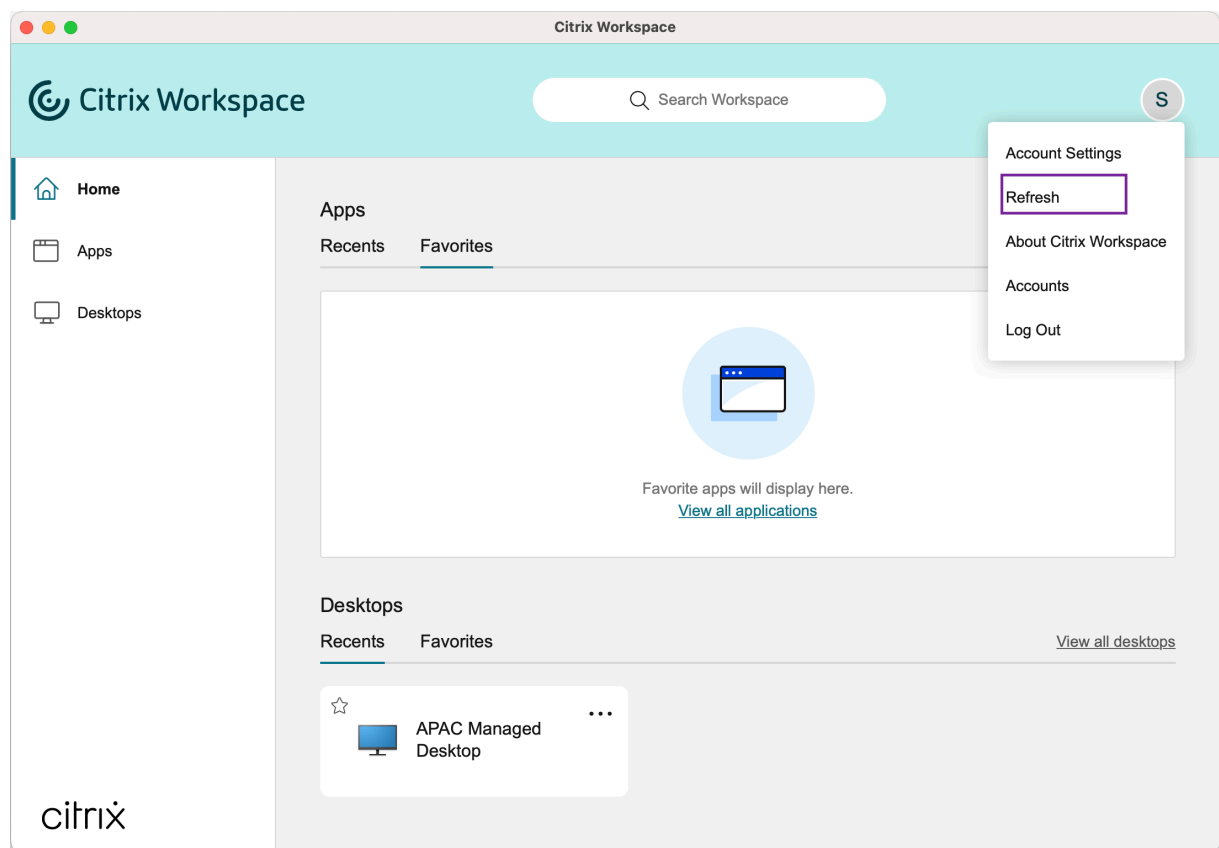 Citrix Workspace
Citrix Workspace
Search Workspace
S
Account Settings
Refresh
About Citrix Workspace
Accounts
Log Out
Home
Apps
Desktops
Apps
Recents Favorites
Favorite apps will display here.
View all applications
Desktops
Recents Favorites View all desktops
APAC Managed
Desktop
citrix